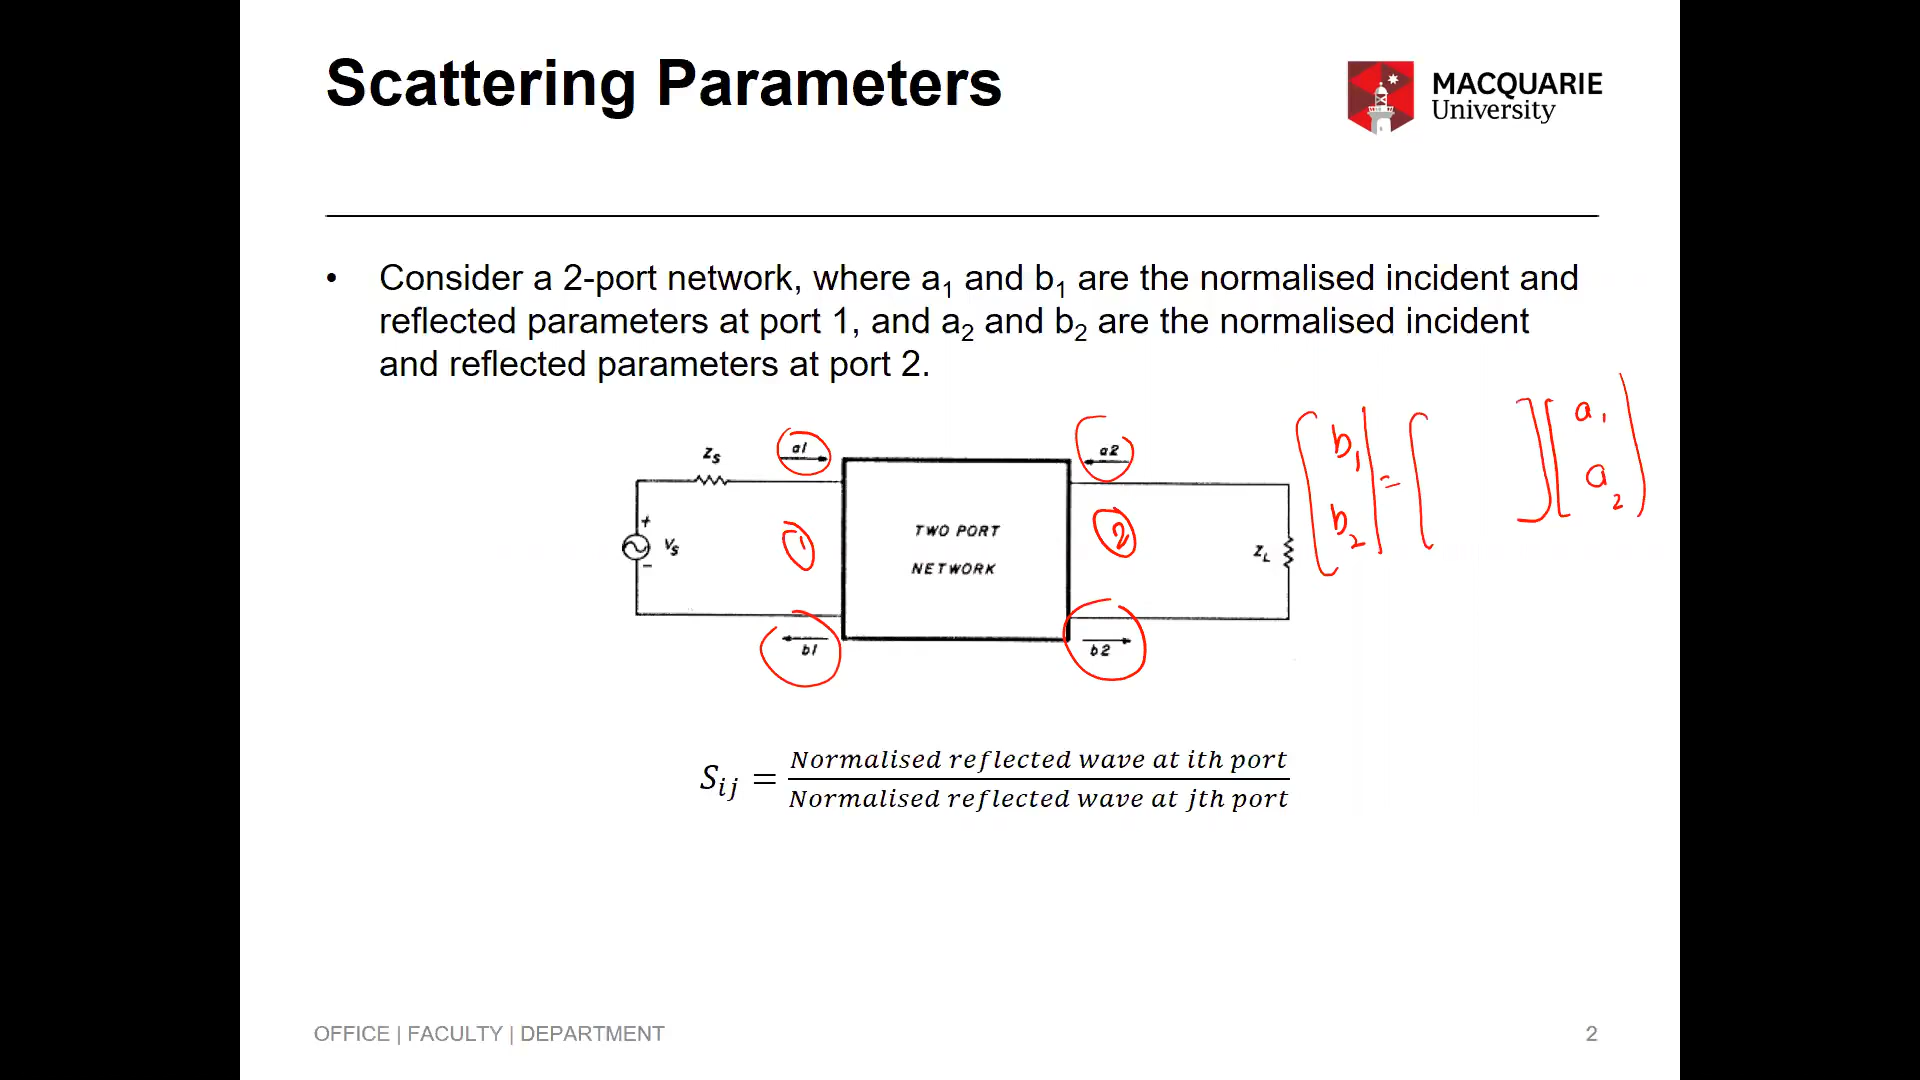 Scattering Parameters
MACQUARIE
University
• Consider a 2-port network, where a₁ and b₁ are the normalised incident and
reflected parameters at port 1, and a₂ and b₂ are the normalised incident
and reflected parameters at port 2.
Zs a1 a2
+ Vs −
1
TWO PORT
NETWORK
2
ZL
b1 b2
[b₁ b₂] = [ ] [a₁ a₂]
Sᵢⱼ = Normalised reflected wave at ith port
Normalised reflected wave at jth port
OFFICE | FACULTY | DEPARTMENT 2